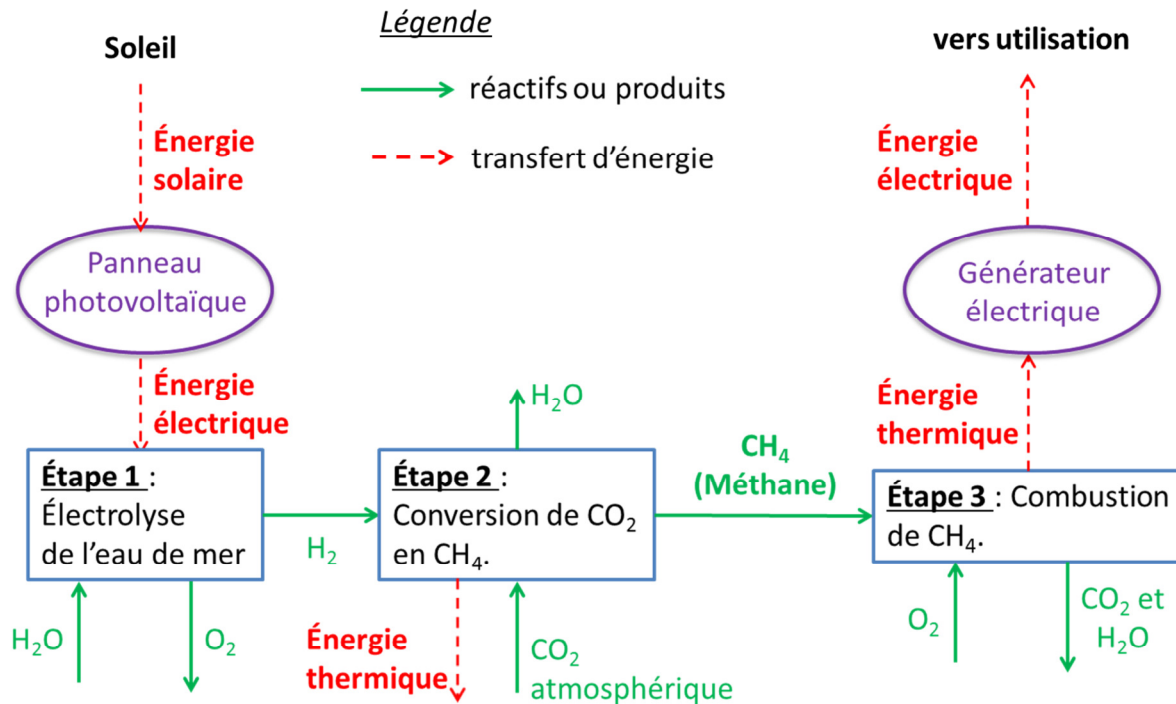 Légende
Soleil
vers utilisation
réactifs ou produits
transfert d’énergie
Énergie
solaire
Énergie
électrique
Panneau
photovoltaïque
Générateur
électrique
Énergie
électrique
Énergie
thermique
H₂O
CH₄
(Méthane)
Étape 1 :
Électrolyse
de l’eau de mer
H₂
Étape 2 :
Conversion de CO₂
en CH₄.
Étape 3 : Combustion
de CH₄.
H₂O
O₂
Énergie
thermique
CO₂
atmosphérique
O₂
CO₂ et
H₂O